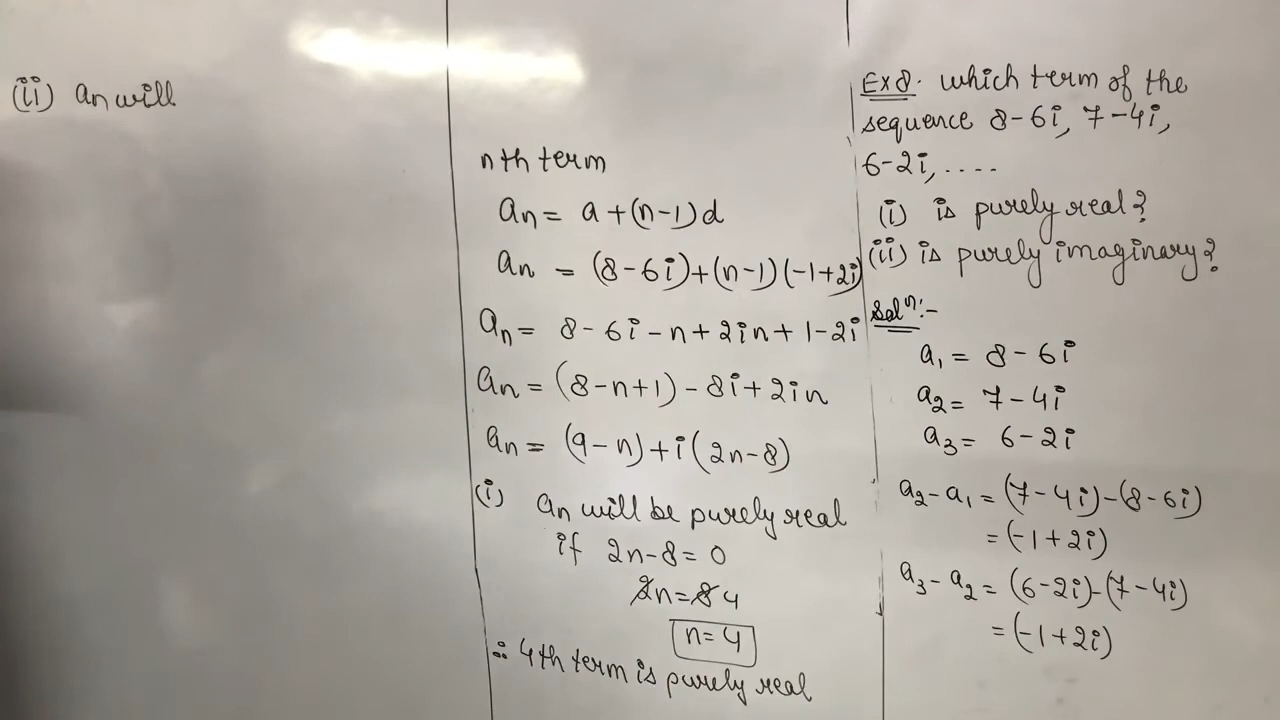 Ex 8. which term of the
sequence 8-6i, 7-4i,
6-2i, ....
(i) is purely real?
(ii) is purely imaginary?
Solⁿ:-
a₁ = 8-6i
a₂ = 7-4i
a₃ = 6-2i
a₂-a₁ = (7-4i)-(8-6i)
= (-1+2i)
a₃-a₂ = (6-2i)-(7-4i)
= (-1+2i)
nth term
an = a+(n-1)d
an = (8-6i)+(n-1)(-1+2i)
an = 8-6i-n+2in+1-2i
an = (8-n+1)-8i+2in
an = (9-n)+i(2n-8)
(i) an will be purely real
if 2n-8=0
2n=8 4
n=4
∴ 4th term is purely real
(ii) an will